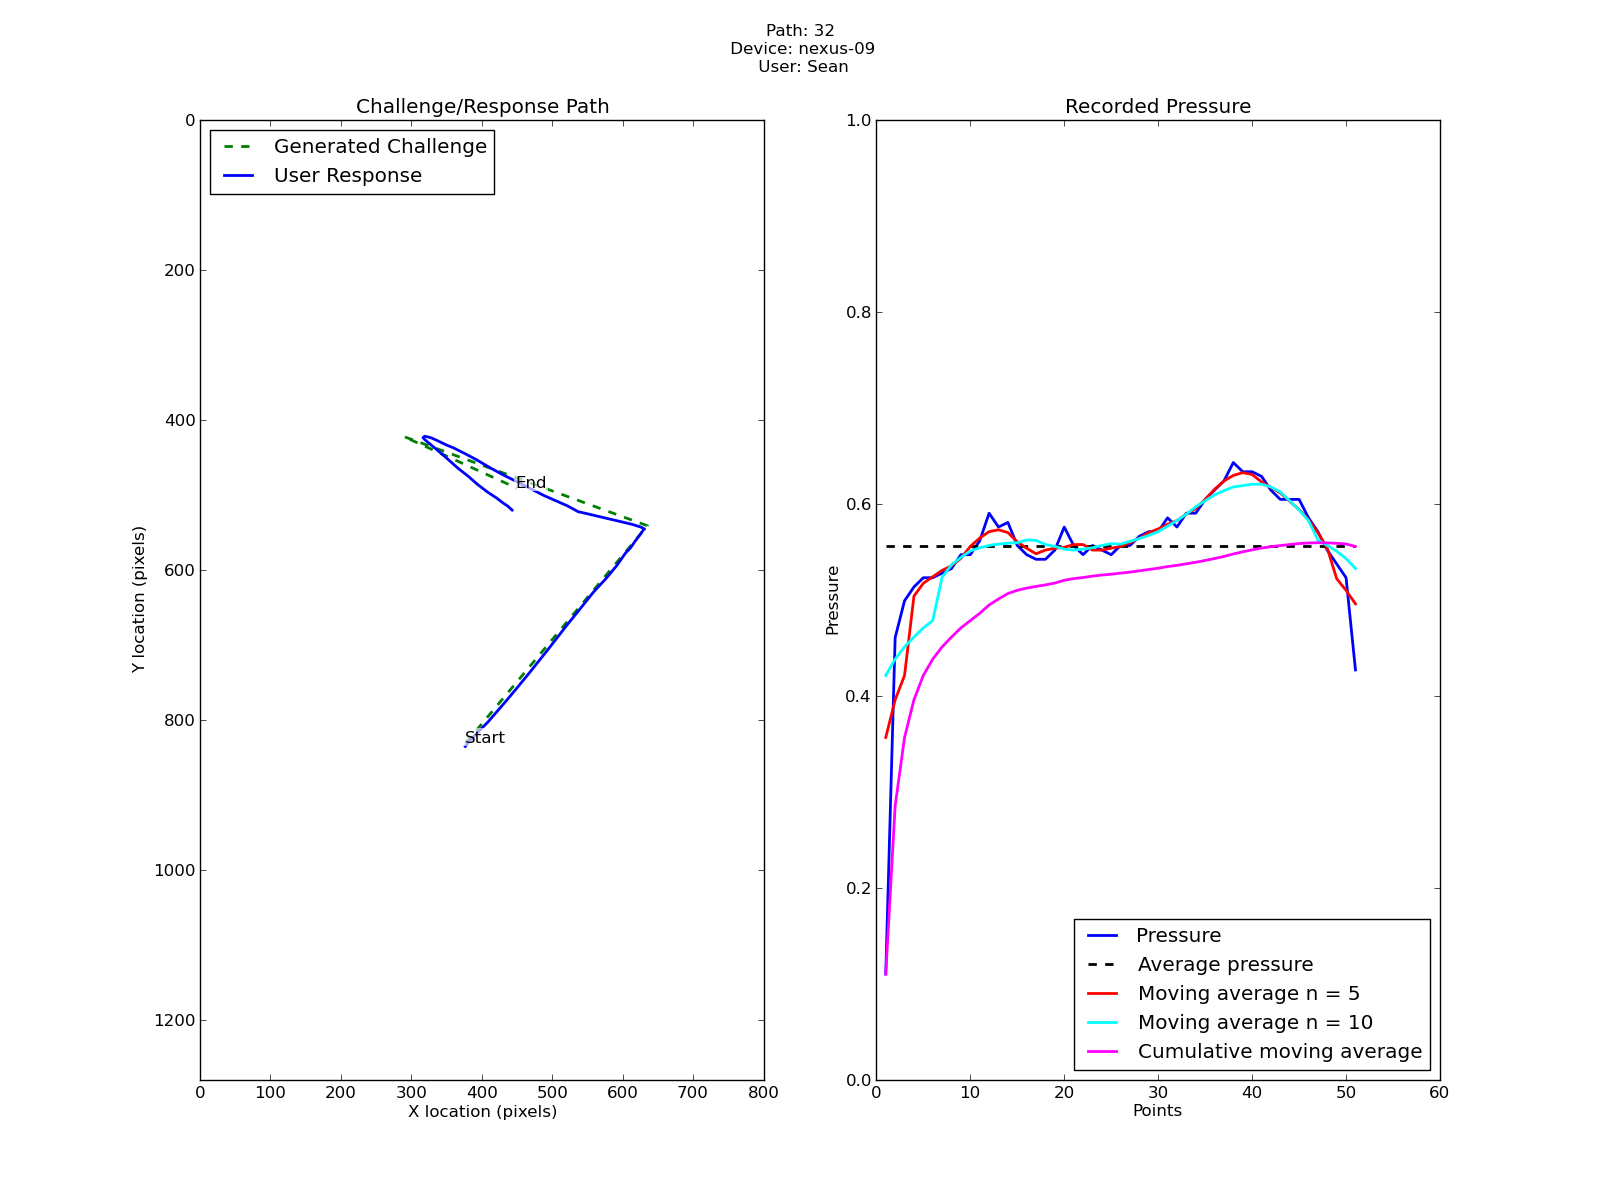 Path: 32
Device: nexus-09
User: Sean
Challenge/Response Path
Generated Challenge
User Response
0
200
400
600
800
1000
1200
Y location (pixels)
End
Start
0 100 200 300 400 500 600 700 800
X location (pixels)
Recorded Pressure
1.0
0.8
0.6
0.4
0.2
0.0
Pressure
Pressure
Average pressure
Moving average n = 5
Moving average n = 10
Cumulative moving average
0 10 20 30 40 50 60
Points